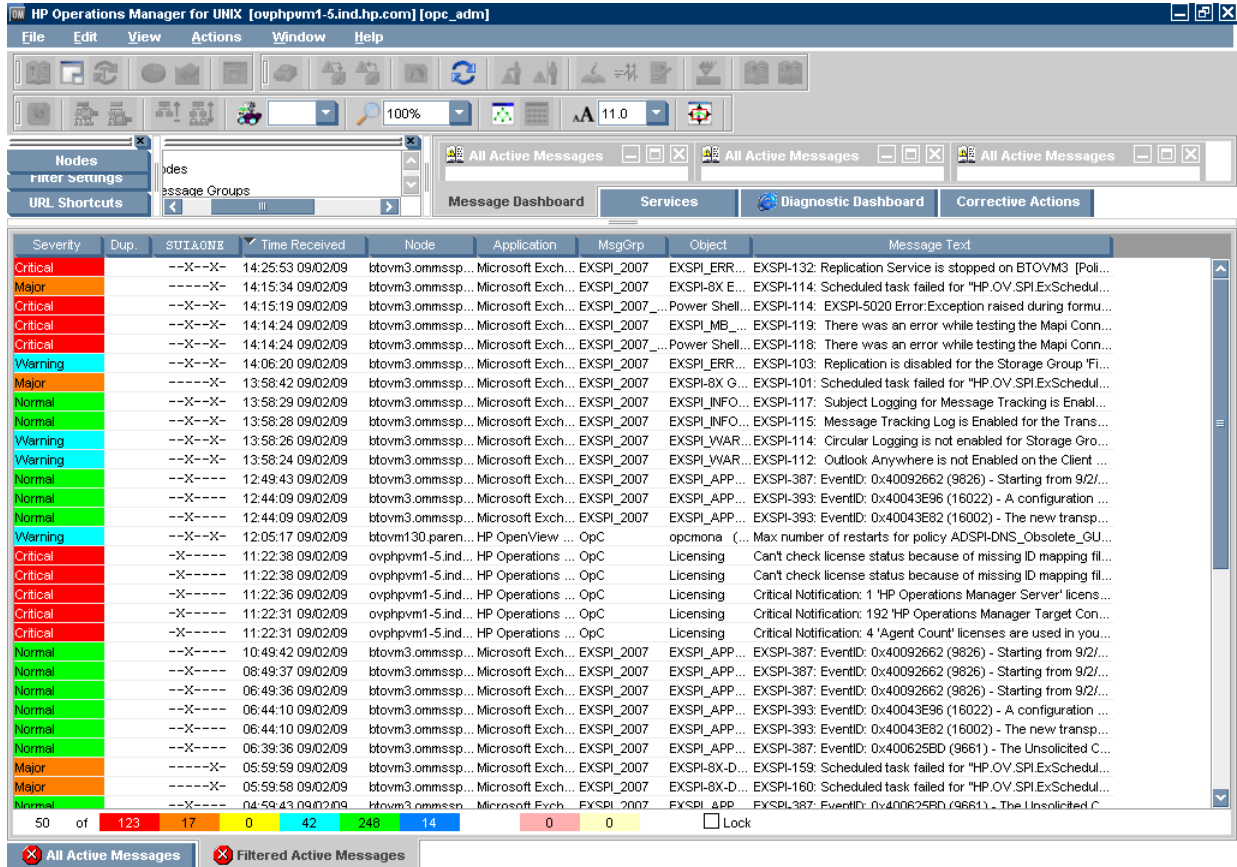 HP Operations Manager for UNIX [ovphpvm1-5.ind.hp.com] [opc_adm]
File Edit View Actions Window Help
100% 11.0
Nodes
Filter Settings
URL Shortcuts
odes
essage Groups
All Active Messages All Active Messages All Active Messages
Message Dashboard Services Diagnostic Dashboard Corrective Actions
Severity Dup. SUIAONE Time Received Node Application MsgGrp Object Message Text
Critical --X--X- 14:25:53 09/02/09 btovm3.ommssp... Microsoft Exch... EXSPI_2007 EXSPI_ERR... EXSPI-132: Replication Service is stopped on BTOVM3 [Poli...
Major -----X- 14:15:34 09/02/09 btovm3.ommssp... Microsoft Exch... EXSPI_2007 EXSPI-8X E... EXSPI-114: Scheduled task failed for "HP.OV.SPI.ExSchedul...
Critical --X--X- 14:15:19 09/02/09 btovm3.ommssp... Microsoft Exch... EXSPI_2007_... Power Shell... EXSPI-114: EXSPI-5020 Error:Exception raised during formu...
Critical --X--X- 14:14:24 09/02/09 btovm3.ommssp... Microsoft Exch... EXSPI_2007 EXSPI_MB_... EXSPI-119: There was an error while testing the Mapi Conn...
Critical --X--X- 14:14:24 09/02/09 btovm3.ommssp... Microsoft Exch... EXSPI_2007_... Power Shell... EXSPI-118: There was an error while testing the Mapi Conn...
Warning --X--X- 14:06:20 09/02/09 btovm3.ommssp... Microsoft Exch... EXSPI_2007 EXSPI_ERR... EXSPI-103: Replication is disabled for the Storage Group 'Fi...
Major -----X- 13:58:42 09/02/09 btovm3.ommssp... Microsoft Exch... EXSPI_2007 EXSPI-8X G... EXSPI-101: Scheduled task failed for "HP.OV.SPI.ExSchedul...
Normal --X--X- 13:58:29 09/02/09 btovm3.ommssp... Microsoft Exch... EXSPI_2007 EXSPI_INFO... EXSPI-117: Subject Logging for Message Tracking is Enabl...
Normal --X--X- 13:58:28 09/02/09 btovm3.ommssp... Microsoft Exch... EXSPI_2007 EXSPI_INFO... EXSPI-115: Message Tracking Log is Enabled for the Trans...
Warning --X--X- 13:58:26 09/02/09 btovm3.ommssp... Microsoft Exch... EXSPI_2007 EXSPI_WAR... EXSPI-114: Circular Logging is not enabled for Storage Gro...
Warning --X--X- 13:58:24 09/02/09 btovm3.ommssp... Microsoft Exch... EXSPI_2007 EXSPI_WAR... EXSPI-112: Outlook Anywhere is not Enabled on the Client ...
Normal --X---- 12:49:43 09/02/09 btovm3.ommssp... Microsoft Exch... EXSPI_2007 EXSPI_APP... EXSPI-387: EventID: 0x40092662 (9826) - Starting from 9/2/...
Normal --X---- 12:44:09 09/02/09 btovm3.ommssp... Microsoft Exch... EXSPI_2007 EXSPI_APP... EXSPI-393: EventID: 0x40043E96 (16022) - A configuration ...
Normal --X---- 12:44:09 09/02/09 btovm3.ommssp... Microsoft Exch... EXSPI_2007 EXSPI_APP... EXSPI-393: EventID: 0x40043E82 (16002) - The new transp...
Warning --X---- 12:05:17 09/02/09 btovm130.paren... HP OpenView ... OpC opcmona (... Max number of restarts for policy ADSPI-DNS_Obsolete_GU...
Critical -X----- 11:22:38 09/02/09 ovphpvm1-5.ind... HP Operations ... OpC Licensing Can't check license status because of missing ID mapping fil...
Critical -X----- 11:22:38 09/02/09 ovphpvm1-5.ind... HP Operations ... OpC Licensing Can't check license status because of missing ID mapping fil...
Critical -X----- 11:22:36 09/02/09 ovphpvm1-5.ind... HP Operations ... OpC Licensing Critical Notification: 1 'HP Operations Manager Server' licens...
Critical -X----- 11:22:31 09/02/09 ovphpvm1-5.ind... HP Operations ... OpC Licensing Critical Notification: 192 'HP Operations Manager Target Con...
Critical -X----- 11:22:31 09/02/09 ovphpvm1-5.ind... HP Operations ... OpC Licensing Critical Notification: 4 'Agent Count' licenses are used in you...
Normal --X---- 10:49:42 09/02/09 btovm3.ommssp... Microsoft Exch... EXSPI_2007 EXSPI_APP... EXSPI-387: EventID: 0x40092662 (9826) - Starting from 9/2/...
Normal --X---- 08:49:37 09/02/09 btovm3.ommssp... Microsoft Exch... EXSPI_2007 EXSPI_APP... EXSPI-387: EventID: 0x40092662 (9826) - Starting from 9/2/...
Normal --X---- 06:49:36 09/02/09 btovm3.ommssp... Microsoft Exch... EXSPI_2007 EXSPI_APP... EXSPI-387: EventID: 0x40092662 (9826) - Starting from 9/2/...
Normal --X---- 06:44:10 09/02/09 btovm3.ommssp... Microsoft Exch... EXSPI_2007 EXSPI_APP... EXSPI-393: EventID: 0x40043E96 (16022) - A configuration ...
Normal --X---- 06:44:10 09/02/09 btovm3.ommssp... Microsoft Exch... EXSPI_2007 EXSPI_APP... EXSPI-393: EventID: 0x40043E82 (16002) - The new transp...
Normal --X---- 06:39:36 09/02/09 btovm3.ommssp... Microsoft Exch... EXSPI_2007 EXSPI_APP... EXSPI-387: EventID: 0x400625BD (9661) - The Unsolicited C...
Major -----X- 05:59:59 09/02/09 btovm3.ommssp... Microsoft Exch... EXSPI_2007 EXSPI-8X-D... EXSPI-159: Scheduled task failed for "HP.OV.SPI.ExSchedul...
Major -----X- 05:59:58 09/02/09 btovm3.ommssp... Microsoft Exch... EXSPI_2007 EXSPI-8X-D... EXSPI-160: Scheduled task failed for "HP.OV.SPI.ExSchedul...
Normal --X---- 04:59:43 09/02/09 btovm3.ommssp... Microsoft Exch... EXSPI_2007 EXSPI_APP... EXSPI-387: EventID: 0x400625BD (9661) - The Unsolicited C...
50 of 123 17 0 42 248 14 0 0 Lock
All Active Messages Filtered Active Messages